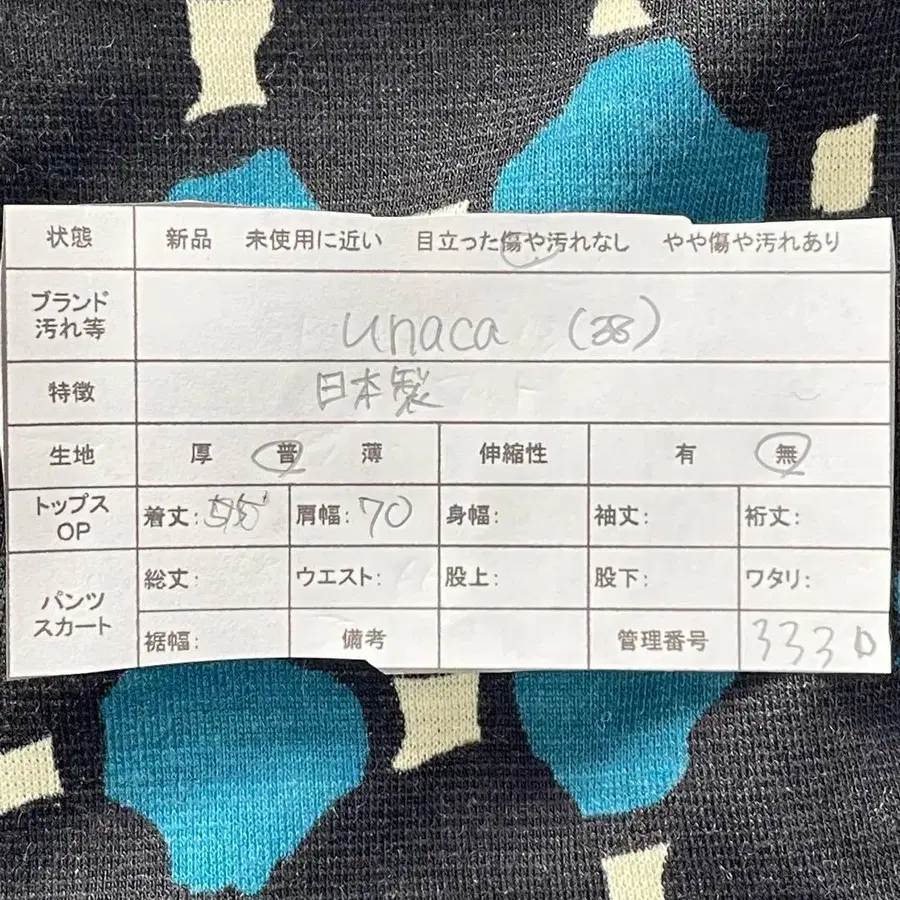 状態 新品 未使用に近い 目立った傷や汚れなし やや傷や汚れあり
ブランド
汚れ等
unaca (38)
特徴 日本製
生地 厚 普 薄 伸縮性 有 無
トップス
OP
着丈: 肩幅: 70 身幅: 袖丈: 裄丈:
パンツ
スカート
総丈: ウエスト: 股上: 股下: ワタリ:
裾幅: 備考 管理番号 3330